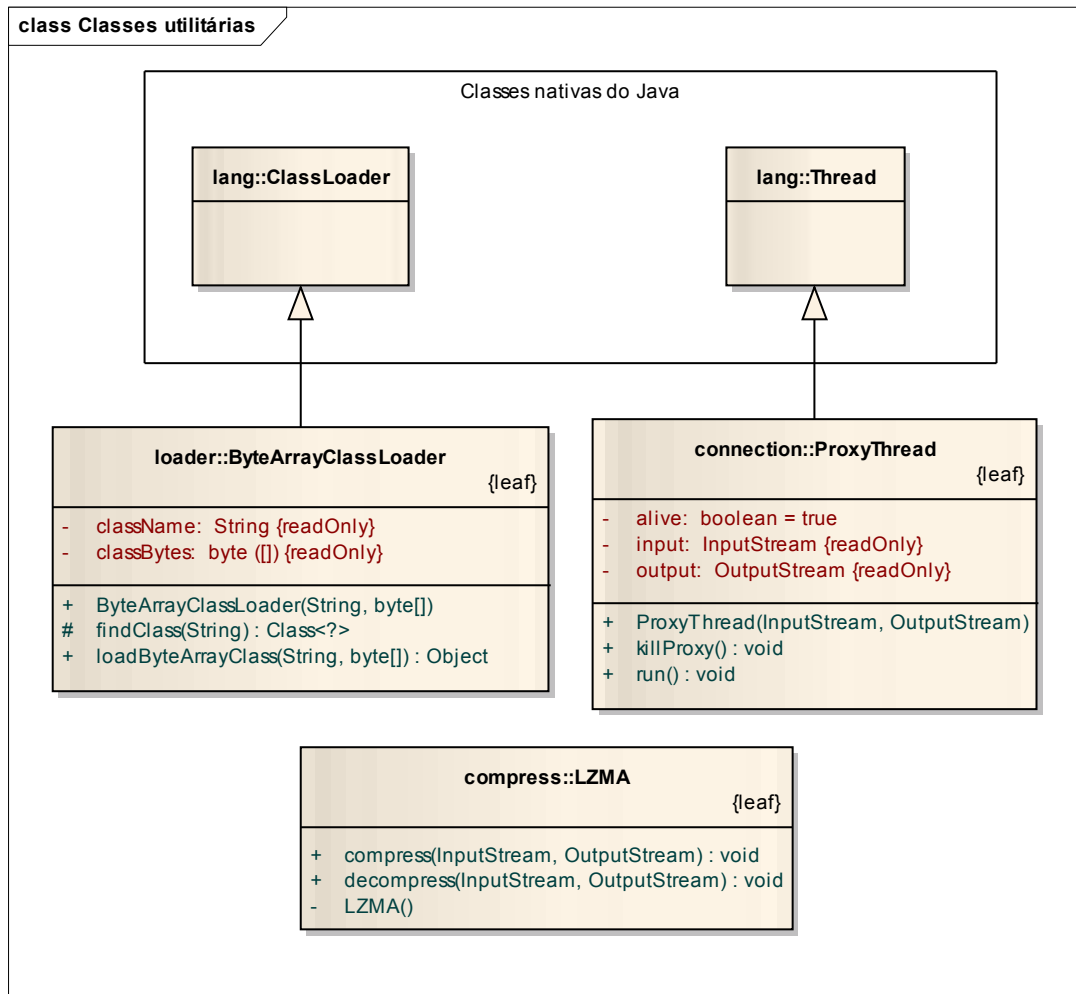 class Classes utilitárias
Classes nativas do Java
lang::ClassLoader
lang::Thread
loader::ByteArrayClassLoader
{leaf}
- className: String {readOnly}
- classBytes: byte ([]) {readOnly}
+ ByteArrayClassLoader(String, byte[])
# findClass(String) : Class<?>
+ loadByteArrayClass(String, byte[]) : Object
connection::ProxyThread
{leaf}
- alive: boolean = true
- input: InputStream {readOnly}
- output: OutputStream {readOnly}
+ ProxyThread(InputStream, OutputStream)
+ killProxy() : void
+ run() : void
compress::LZMA
{leaf}
+ compress(InputStream, OutputStream) : void
+ decompress(InputStream, OutputStream) : void
- LZMA()